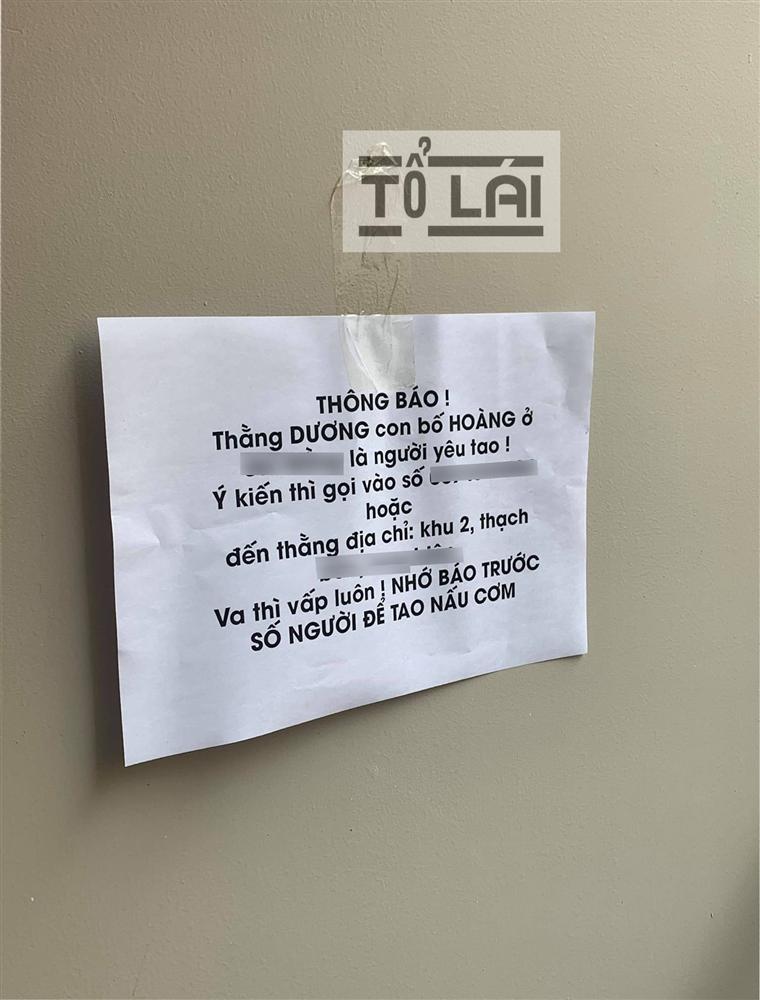 TỔ LÁI
THÔNG BÁO !
Thằng DƯƠNG con bố HOÀNG ở
là người yêu tao !
Ý kiến thì gọi vào số
hoặc
đến thằng địa chỉ: khu 2, thạch
Va thì vấp luôn ! NHỚ BÁO TRƯỚC
SỐ NGƯỜI ĐỂ TAO NẤU CƠM